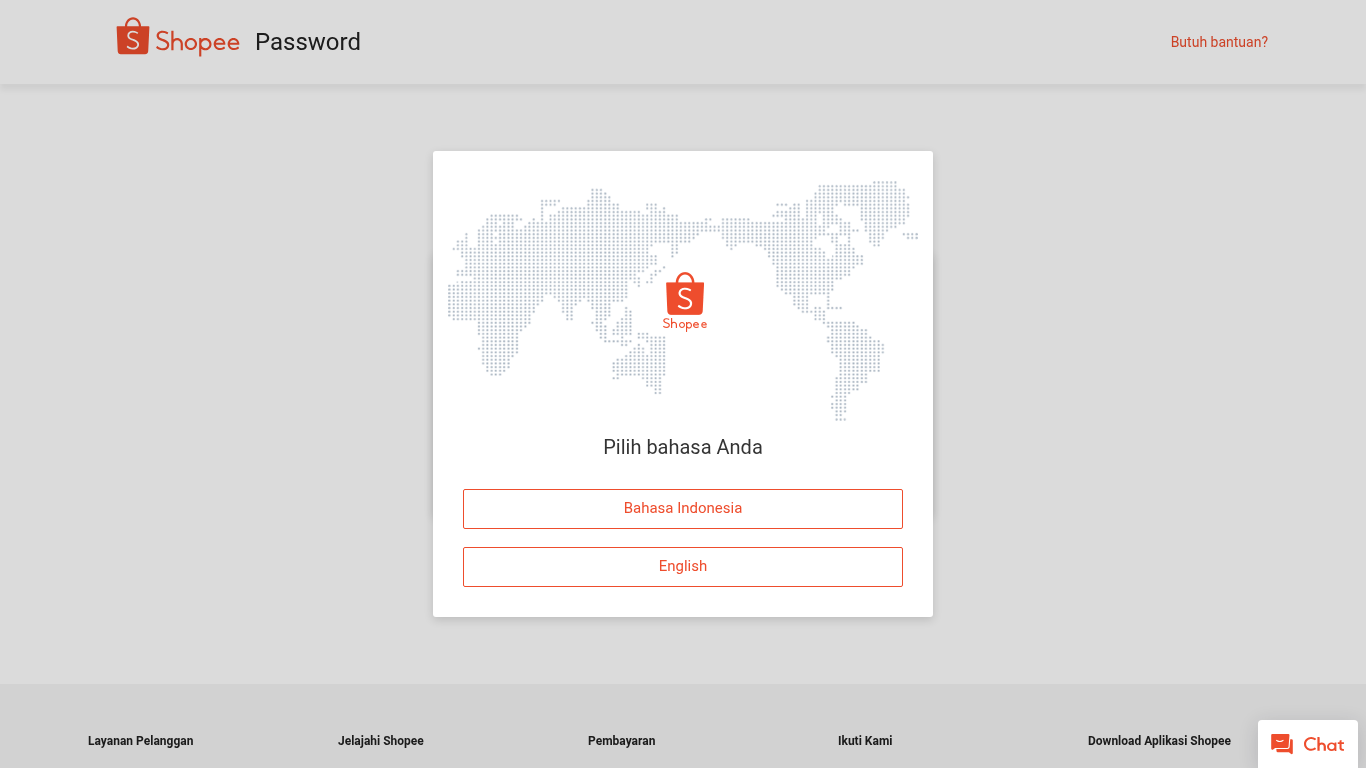 Shopee Password
Butuh bantuan?
Shopee
Pilih bahasa Anda
Bahasa Indonesia
English
Layanan Pelanggan
Jelajahi Shopee
Pembayaran
Ikuti Kami
Download Aplikasi Shopee
Chat